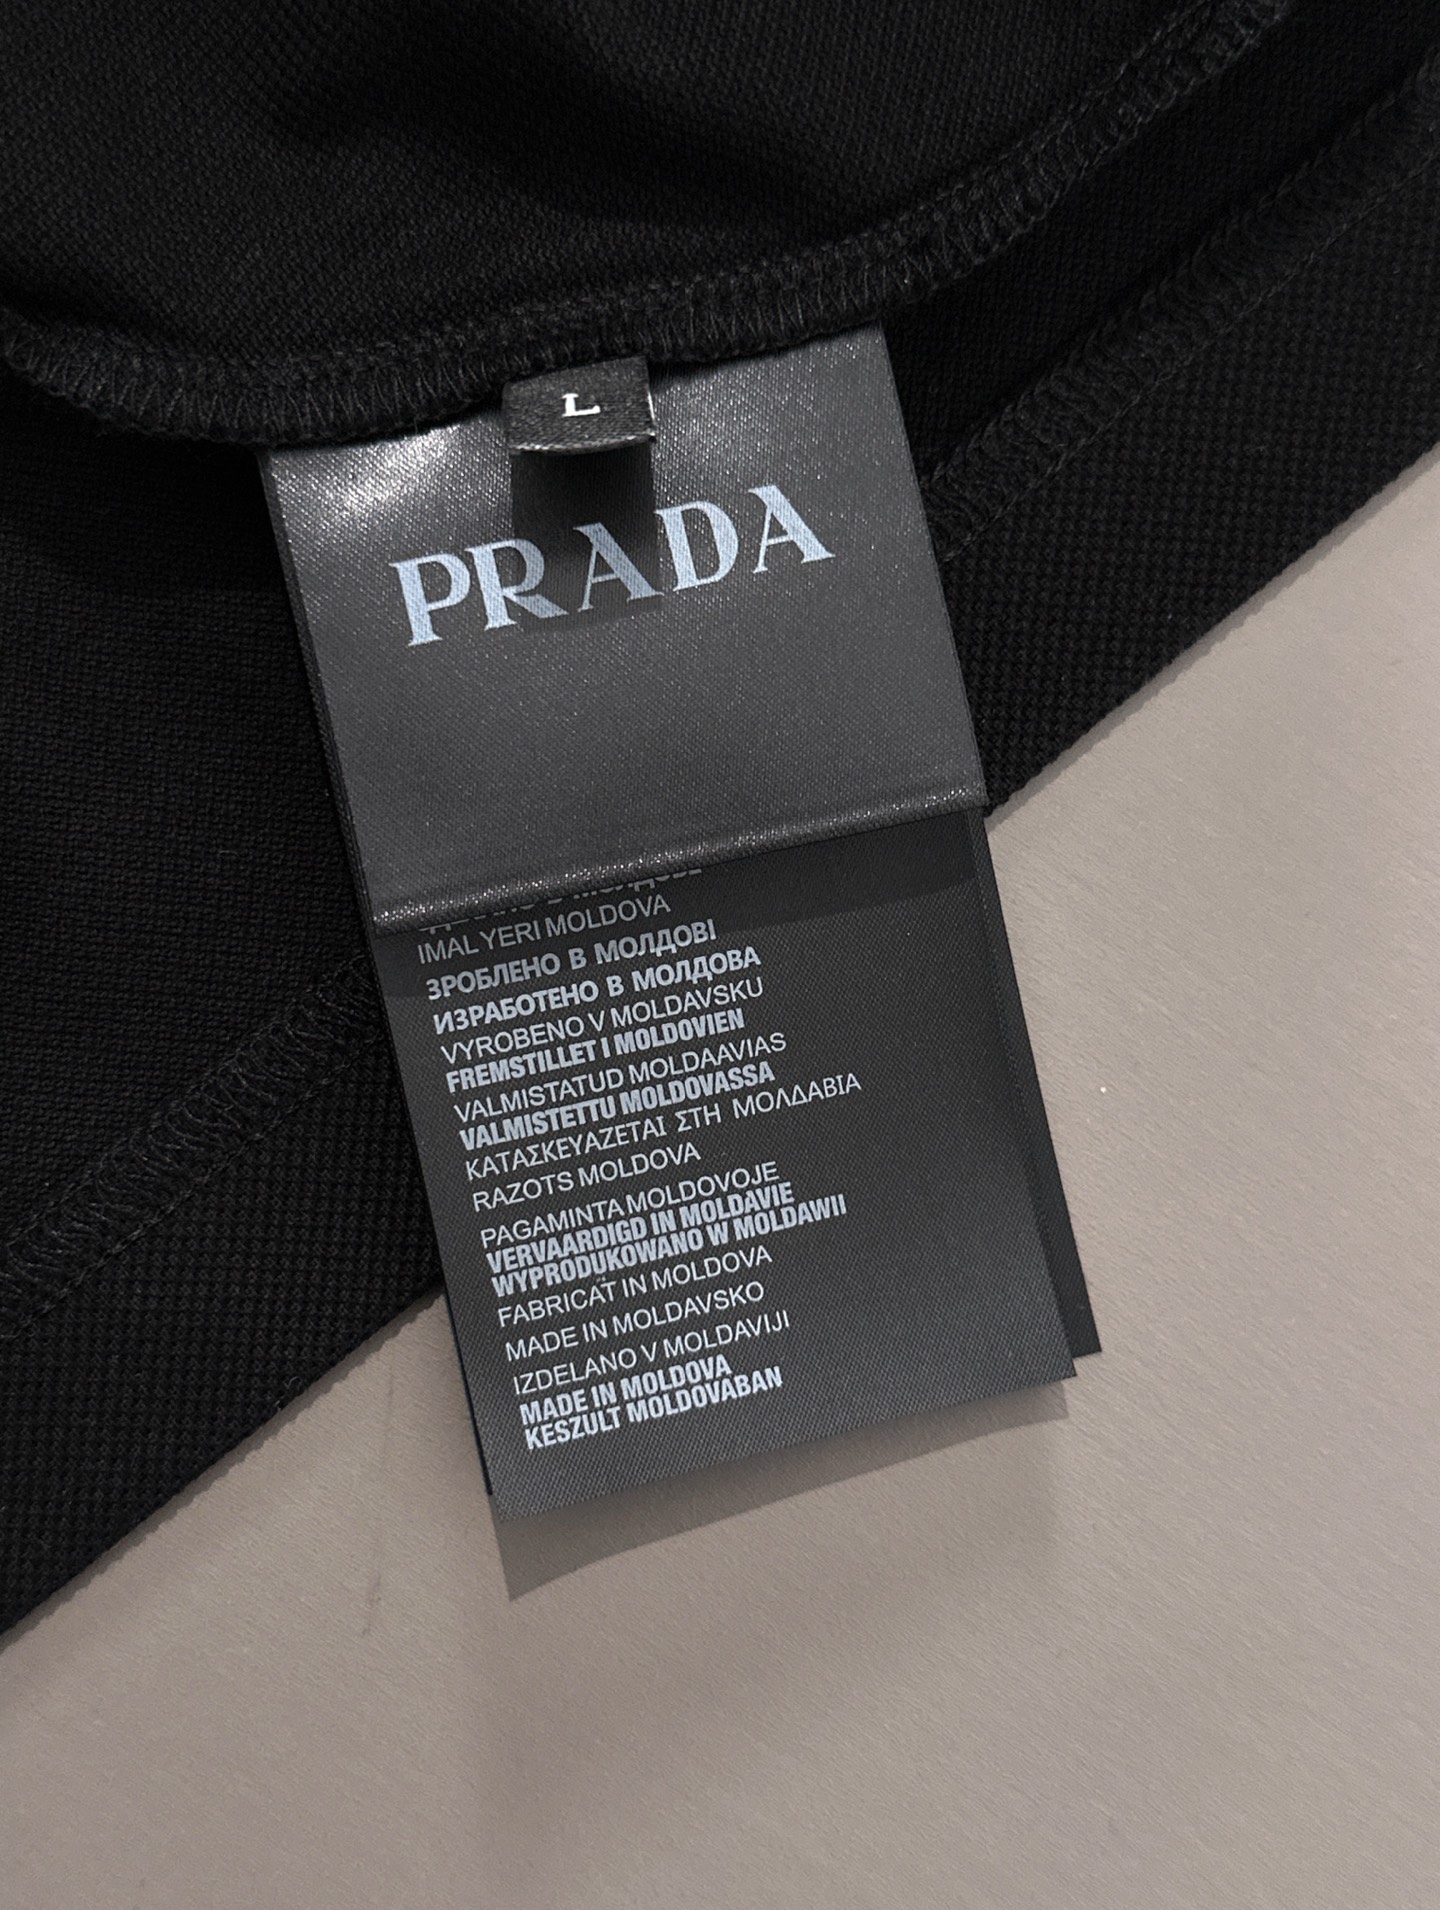 L
PRADA
IMAL YERI MOLDOVA
ЗРОБЛЕНО В МОЛДОВІ
ИЗРАБОТЕНО В МОЛДОВА
VYROBENO V MOLDAVSKU
FREMSTILLET I MOLDOVIEN
VALMISTATUD MOLDAAVIAS
VALMISTETTU MOLDOVASSA
ΚΑΤΑΣΚΕΥΑΖΕΤΑΙ ΣΤΗ ΜΟΛΔΑΒΙΑ
RAZOTS MOLDOVA
PAGAMINTA MOLDOVOJE
VERVAARDIGD IN MOLDAVIE
WYPRODUKOWANO W MOLDAWII
FABRICÄT IN MOLDOVA
MADE IN MOLDAVSKO
IZDELANO V MOLDAVIJI
MADE IN MOLDOVA
KESZULT MOLDOVABAN